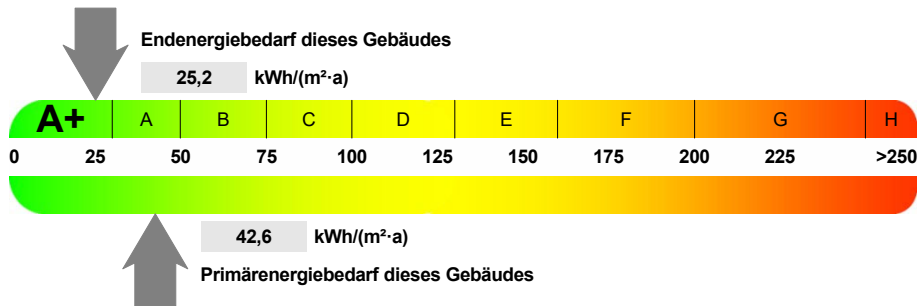 Endenergiebedarf dieses Gebäudes
25,2 kWh/(m²·a)
A+ A B C D E F G H
0 25 50 75 100 125 150 175 200 225 >250
42,6 kWh/(m²·a)
Primärenergiebedarf dieses Gebäudes